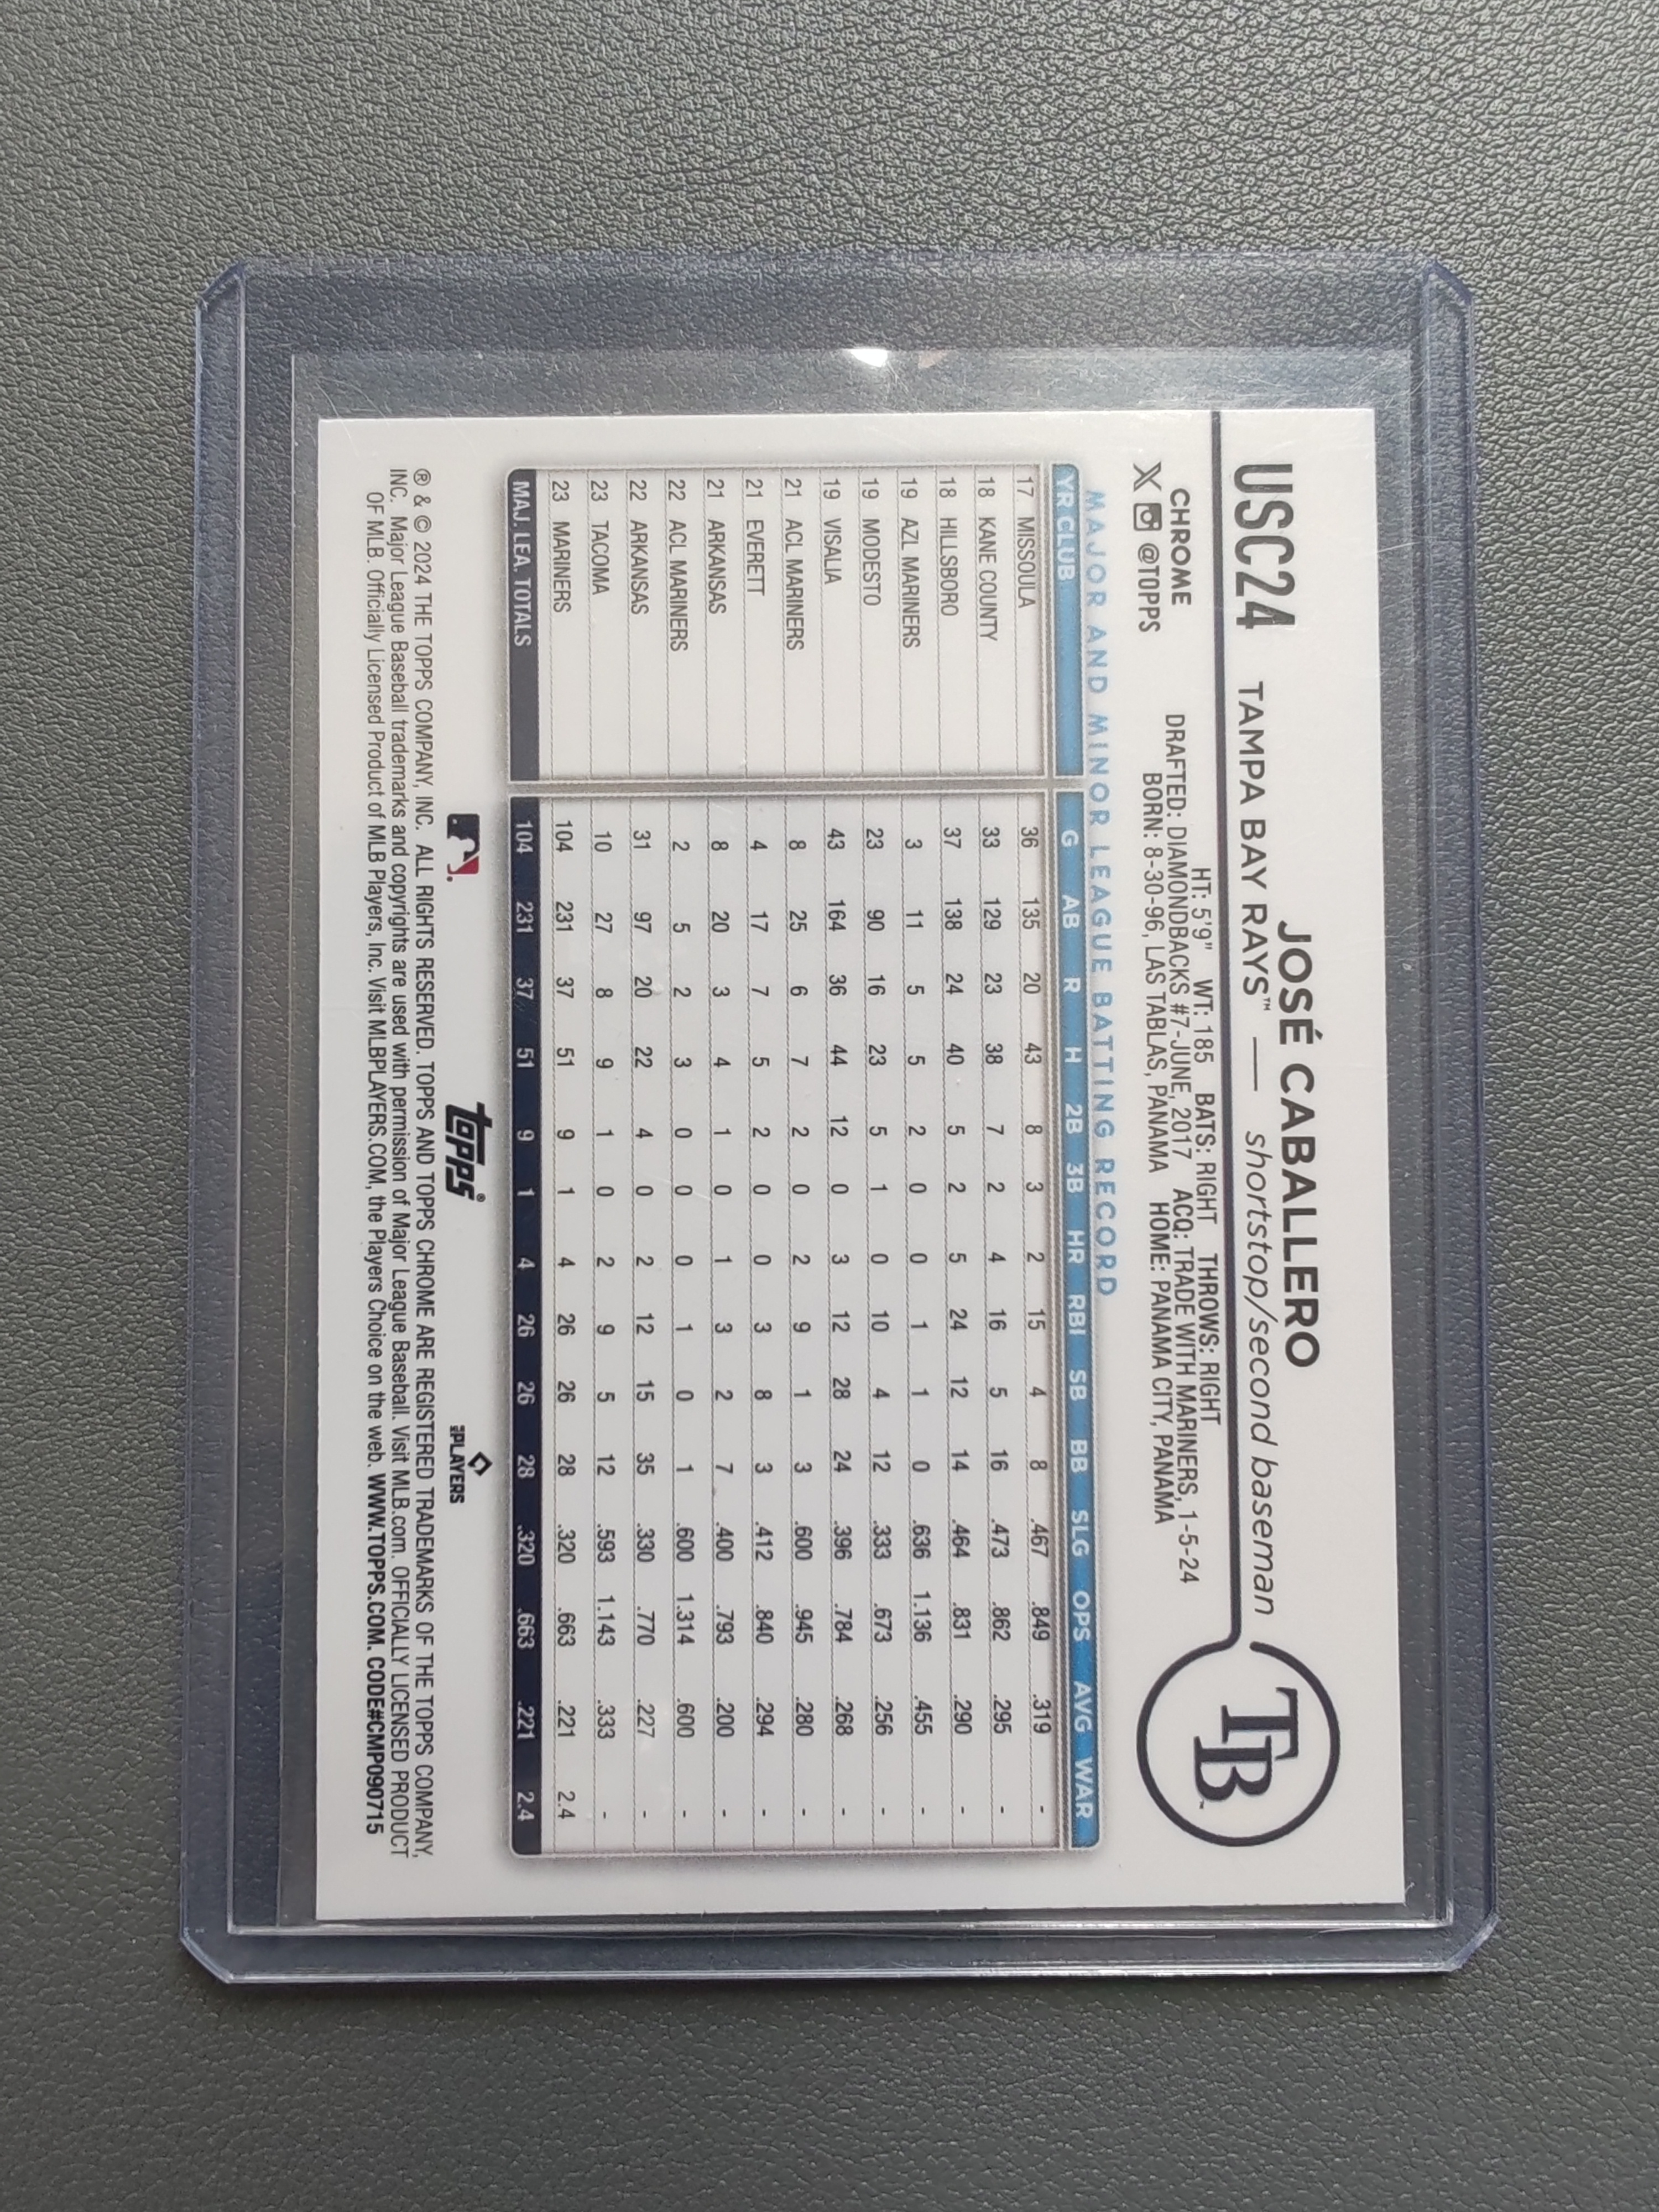 USC24
JOSÉ CABALLERO
TAMPA BAY RAYS™ — shortstop/second baseman
TB
CHROME
@TOPPS
HT: 5'9" WT: 185 BATS: RIGHT THROWS: RIGHT
DRAFTED: DIAMONDBACKS #7-JUNE, 2017 ACQ: TRADE WITH MARINERS, 1-5-24
BORN: 8-30-96, LAS TABLAS, PANAMA HOME: PANAMA CITY, PANAMA
MAJOR AND MINOR LEAGUE BATTING RECORD
YR CLUB G AB R H 2B 3B HR RBI SB BB SLG OPS AVG WAR
17 MISSOULA 36 135 20 43 8 3 2 15 4 8 .467 .849 .319 -
18 KANE COUNTY 33 129 23 38 7 2 4 16 5 16 .473 .862 .295 -
18 HILLSBORO 37 138 24 40 5 2 5 24 12 14 .464 .831 .290 -
19 AZL MARINERS 3 11 5 5 2 0 0 1 1 0 .636 1.136 .455 -
19 MODESTO 23 90 16 23 5 1 0 10 4 12 .333 .673 .256 -
19 VISALIA 43 164 36 44 12 0 3 12 28 24 .396 .784 .268 -
21 ACL MARINERS 8 25 6 7 2 0 2 9 1 3 .600 .945 .280 -
21 EVERETT 4 17 7 5 2 0 0 3 8 3 .412 .840 .294 -
21 ARKANSAS 8 20 3 4 1 0 1 3 2 7 .400 .793 .200 -
22 ACL MARINERS 2 5 2 3 0 0 0 1 0 1 .600 1.314 .600 -
22 ARKANSAS 31 97 20 22 4 0 2 12 15 35 .330 .770 .227 -
23 TACOMA 10 27 8 9 1 0 2 9 5 12 .593 1.143 .333 -
23 MARINERS 104 231 37 51 9 1 4 26 26 28 .320 .663 .221 2.4
MAJ. LEA. TOTALS 104 231 37 51 9 1 4 26 26 28 .320 .663 .221 2.4
topps®
MLB PLAYERS
® & © 2024 THE TOPPS COMPANY, INC. ALL RIGHTS RESERVED. TOPPS AND TOPPS CHROME ARE REGISTERED TRADEMARKS OF THE TOPPS COMPANY,
INC. Major League Baseball trademarks and copyrights are used with permission of Major League Baseball. Visit MLB.com. OFFICIALLY LICENSED PRODUCT
OF MLB. Officially Licensed Product of MLB Players, Inc. Visit MLBPLAYERS.COM, the Players Choice on the web. WWW.TOPPS.COM. CODE#CMP090715